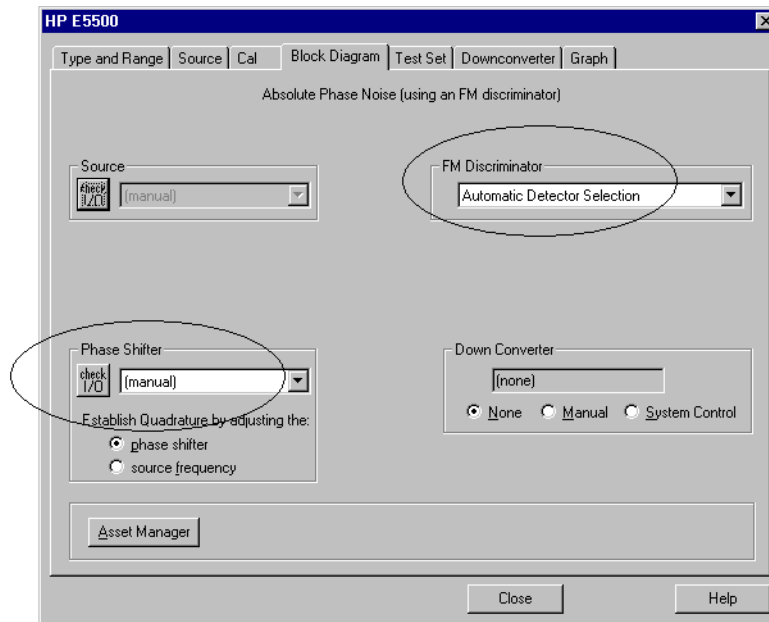 HP E5500
Type and Range Source Cal Block Diagram Test Set Downconverter Graph
Absolute Phase Noise (using an FM discriminator)
Source
check I/O (manual)
FM Discriminator
Automatic Detector Selection
Phase Shifter
check I/O (manual)
Establish Quadrature by adjusting the:
phase shifter
source frequency
Down Converter
(none)
None Manual System Control
Asset Manager
Close Help